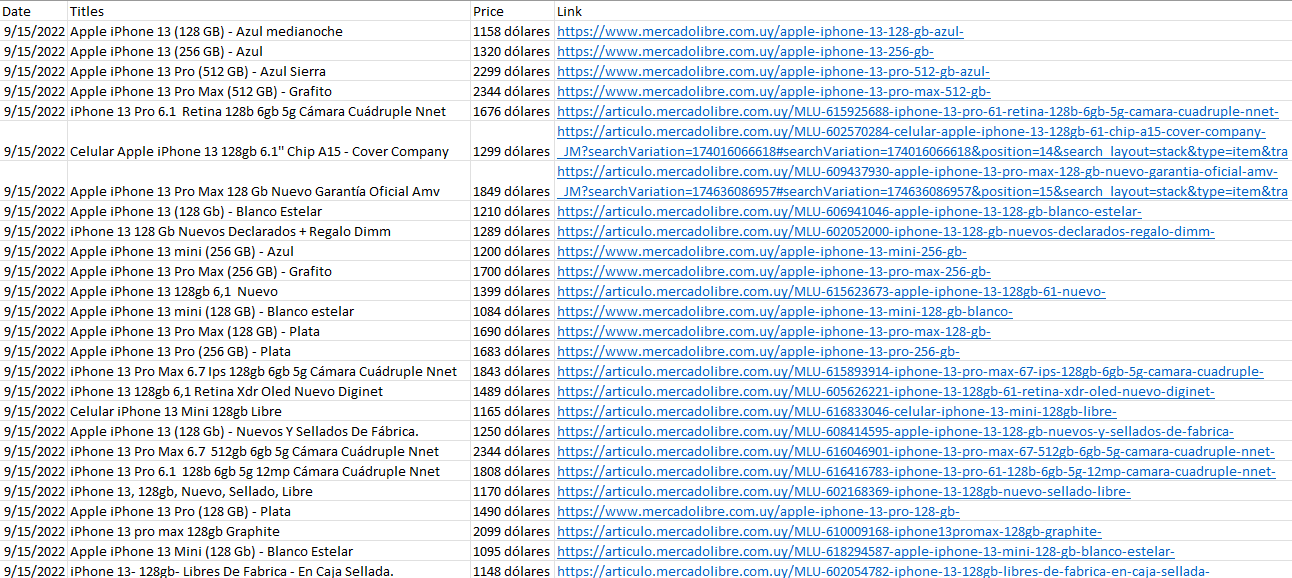 Date Titles Price Link
9/15/2022 Apple iPhone 13 (128 GB) - Azul medianoche 1158 dólares https://www.mercadolibre.com.uy/apple-iphone-13-128-gb-azul-
9/15/2022 Apple iPhone 13 (256 GB) - Azul 1320 dólares https://www.mercadolibre.com.uy/apple-iphone-13-256-gb-
9/15/2022 Apple iPhone 13 Pro (512 GB) - Azul Sierra 2299 dólares https://www.mercadolibre.com.uy/apple-iphone-13-pro-512-gb-azul-
9/15/2022 Apple iPhone 13 Pro Max (512 GB) - Grafito 2344 dólares https://www.mercadolibre.com.uy/apple-iphone-13-pro-max-512-gb-
9/15/2022 iPhone 13 Pro 6.1 Retina 128b 6gb 5g Cámara Cuádruple Nnet 1676 dólares https://articulo.mercadolibre.com.uy/MLU-615925688-iphone-13-pro-61-retina-128b-6gb-5g-camara-cuadruple-nnet-
https://articulo.mercadolibre.com.uy/MLU-602570284-celular-apple-iphone-13-128gb-61-chip-a15-cover-company-
9/15/2022 Celular Apple iPhone 13 128gb 6.1" Chip A15 - Cover Company 1299 dólares _JM?searchVariation=174016066618#searchVariation=174016066618&position=14&search_layout=stack&type=item&tra
https://articulo.mercadolibre.com.uy/MLU-609437930-apple-iphone-13-pro-max-128-gb-nuevo-garantia-oficial-amv-
9/15/2022 Apple iPhone 13 Pro Max 128 Gb Nuevo Garantía Oficial Amv 1849 dólares _JM?searchVariation=174636086957#searchVariation=174636086957&position=15&search_layout=stack&type=item&tra
9/15/2022 Apple iPhone 13 (128 Gb) - Blanco Estelar 1210 dólares https://articulo.mercadolibre.com.uy/MLU-606941046-apple-iphone-13-128-gb-blanco-estelar-
9/15/2022 iPhone 13 128 Gb Nuevos Declarados + Regalo Dimm 1289 dólares https://articulo.mercadolibre.com.uy/MLU-602052000-iphone-13-128-gb-nuevos-declarados-regalo-dimm-
9/15/2022 Apple iPhone 13 mini (256 GB) - Azul 1200 dólares https://www.mercadolibre.com.uy/apple-iphone-13-mini-256-gb-
9/15/2022 Apple iPhone 13 Pro Max (256 GB) - Grafito 1700 dólares https://www.mercadolibre.com.uy/apple-iphone-13-pro-max-256-gb-
9/15/2022 Apple iPhone 13 128gb 6,1 Nuevo 1399 dólares https://articulo.mercadolibre.com.uy/MLU-615623673-apple-iphone-13-128gb-61-nuevo-
9/15/2022 Apple iPhone 13 mini (128 GB) - Blanco estelar 1084 dólares https://www.mercadolibre.com.uy/apple-iphone-13-mini-128-gb-blanco-
9/15/2022 Apple iPhone 13 Pro Max (128 GB) - Plata 1690 dólares https://www.mercadolibre.com.uy/apple-iphone-13-pro-max-128-gb-
9/15/2022 Apple iPhone 13 Pro (256 GB) - Plata 1683 dólares https://www.mercadolibre.com.uy/apple-iphone-13-pro-256-gb-
9/15/2022 iPhone 13 Pro Max 6.7 Ips 128gb 6gb 5g Cámara Cuádruple Nnet 1843 dólares https://articulo.mercadolibre.com.uy/MLU-615893914-iphone-13-pro-max-67-ips-128gb-6gb-5g-camara-cuadruple-
9/15/2022 iPhone 13 128gb 6,1 Retina Xdr Oled Nuevo Diginet 1489 dólares https://articulo.mercadolibre.com.uy/MLU-605626221-iphone-13-128gb-61-retina-xdr-oled-nuevo-diginet-
9/15/2022 Celular iPhone 13 Mini 128gb Libre 1165 dólares https://articulo.mercadolibre.com.uy/MLU-616833046-celular-iphone-13-mini-128gb-libre-
9/15/2022 Apple iPhone 13 (128 Gb) - Nuevos Y Sellados De Fábrica. 1250 dólares https://articulo.mercadolibre.com.uy/MLU-608414595-apple-iphone-13-128-gb-nuevos-y-sellados-de-fabrica-
9/15/2022 iPhone 13 Pro Max 6.7 512gb 6gb 5g Cámara Cuádruple Nnet 2344 dólares https://articulo.mercadolibre.com.uy/MLU-616046901-iphone-13-pro-max-67-512gb-6gb-5g-camara-cuadruple-nnet-
9/15/2022 iPhone 13 Pro 6.1 128b 6gb 5g 12mp Cámara Cuádruple Nnet 1808 dólares https://articulo.mercadolibre.com.uy/MLU-616416783-iphone-13-pro-61-128b-6gb-5g-12mp-camara-cuadruple-nnet-
9/15/2022 iPhone 13, 128gb, Nuevo, Sellado, Libre 1170 dólares https://articulo.mercadolibre.com.uy/MLU-602168369-iphone-13-128gb-nuevo-sellado-libre-
9/15/2022 Apple iPhone 13 Pro (128 GB) - Plata 1490 dólares https://www.mercadolibre.com.uy/apple-iphone-13-pro-128-gb-
9/15/2022 iPhone 13 pro max 128gb Graphite 2099 dólares https://articulo.mercadolibre.com.uy/MLU-610009168-iphone13promax-128gb-graphite-
9/15/2022 Apple iPhone 13 Mini (128 Gb) - Blanco Estelar 1095 dólares https://articulo.mercadolibre.com.uy/MLU-618294587-apple-iphone-13-mini-128-gb-blanco-estelar-
9/15/2022 iPhone 13- 128gb- Libres De Fabrica - En Caja Sellada. 1148 dólares https://articulo.mercadolibre.com.uy/MLU-602054782-iphone-13-128gb-libres-de-fabrica-en-caja-sellada-